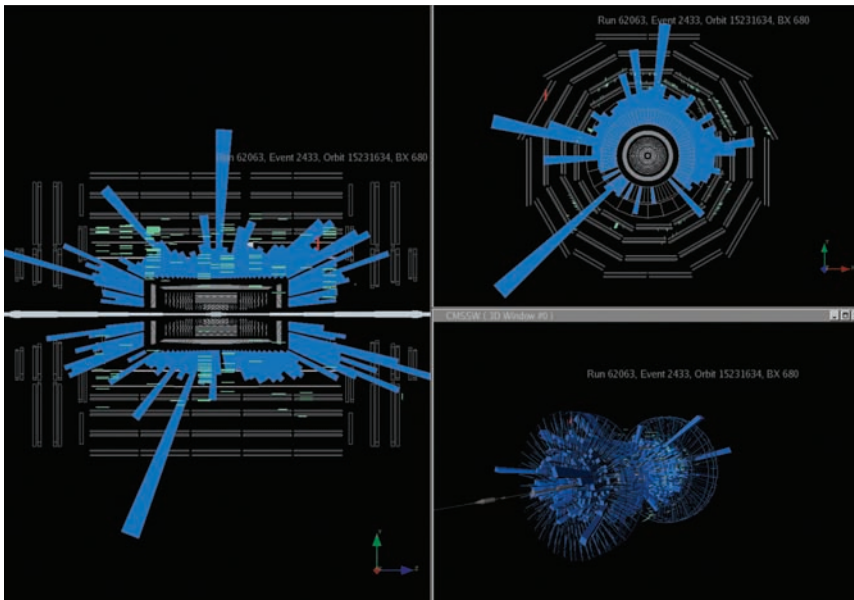 Run 62063, Event 2433, Orbit 15231634, BX 680
Run 62063, Event 2433, Orbit 15231634, BX 680
CMSSW ( 3D Window #0 )
Run 62063, Event 2433, Orbit 15231634, BX 680